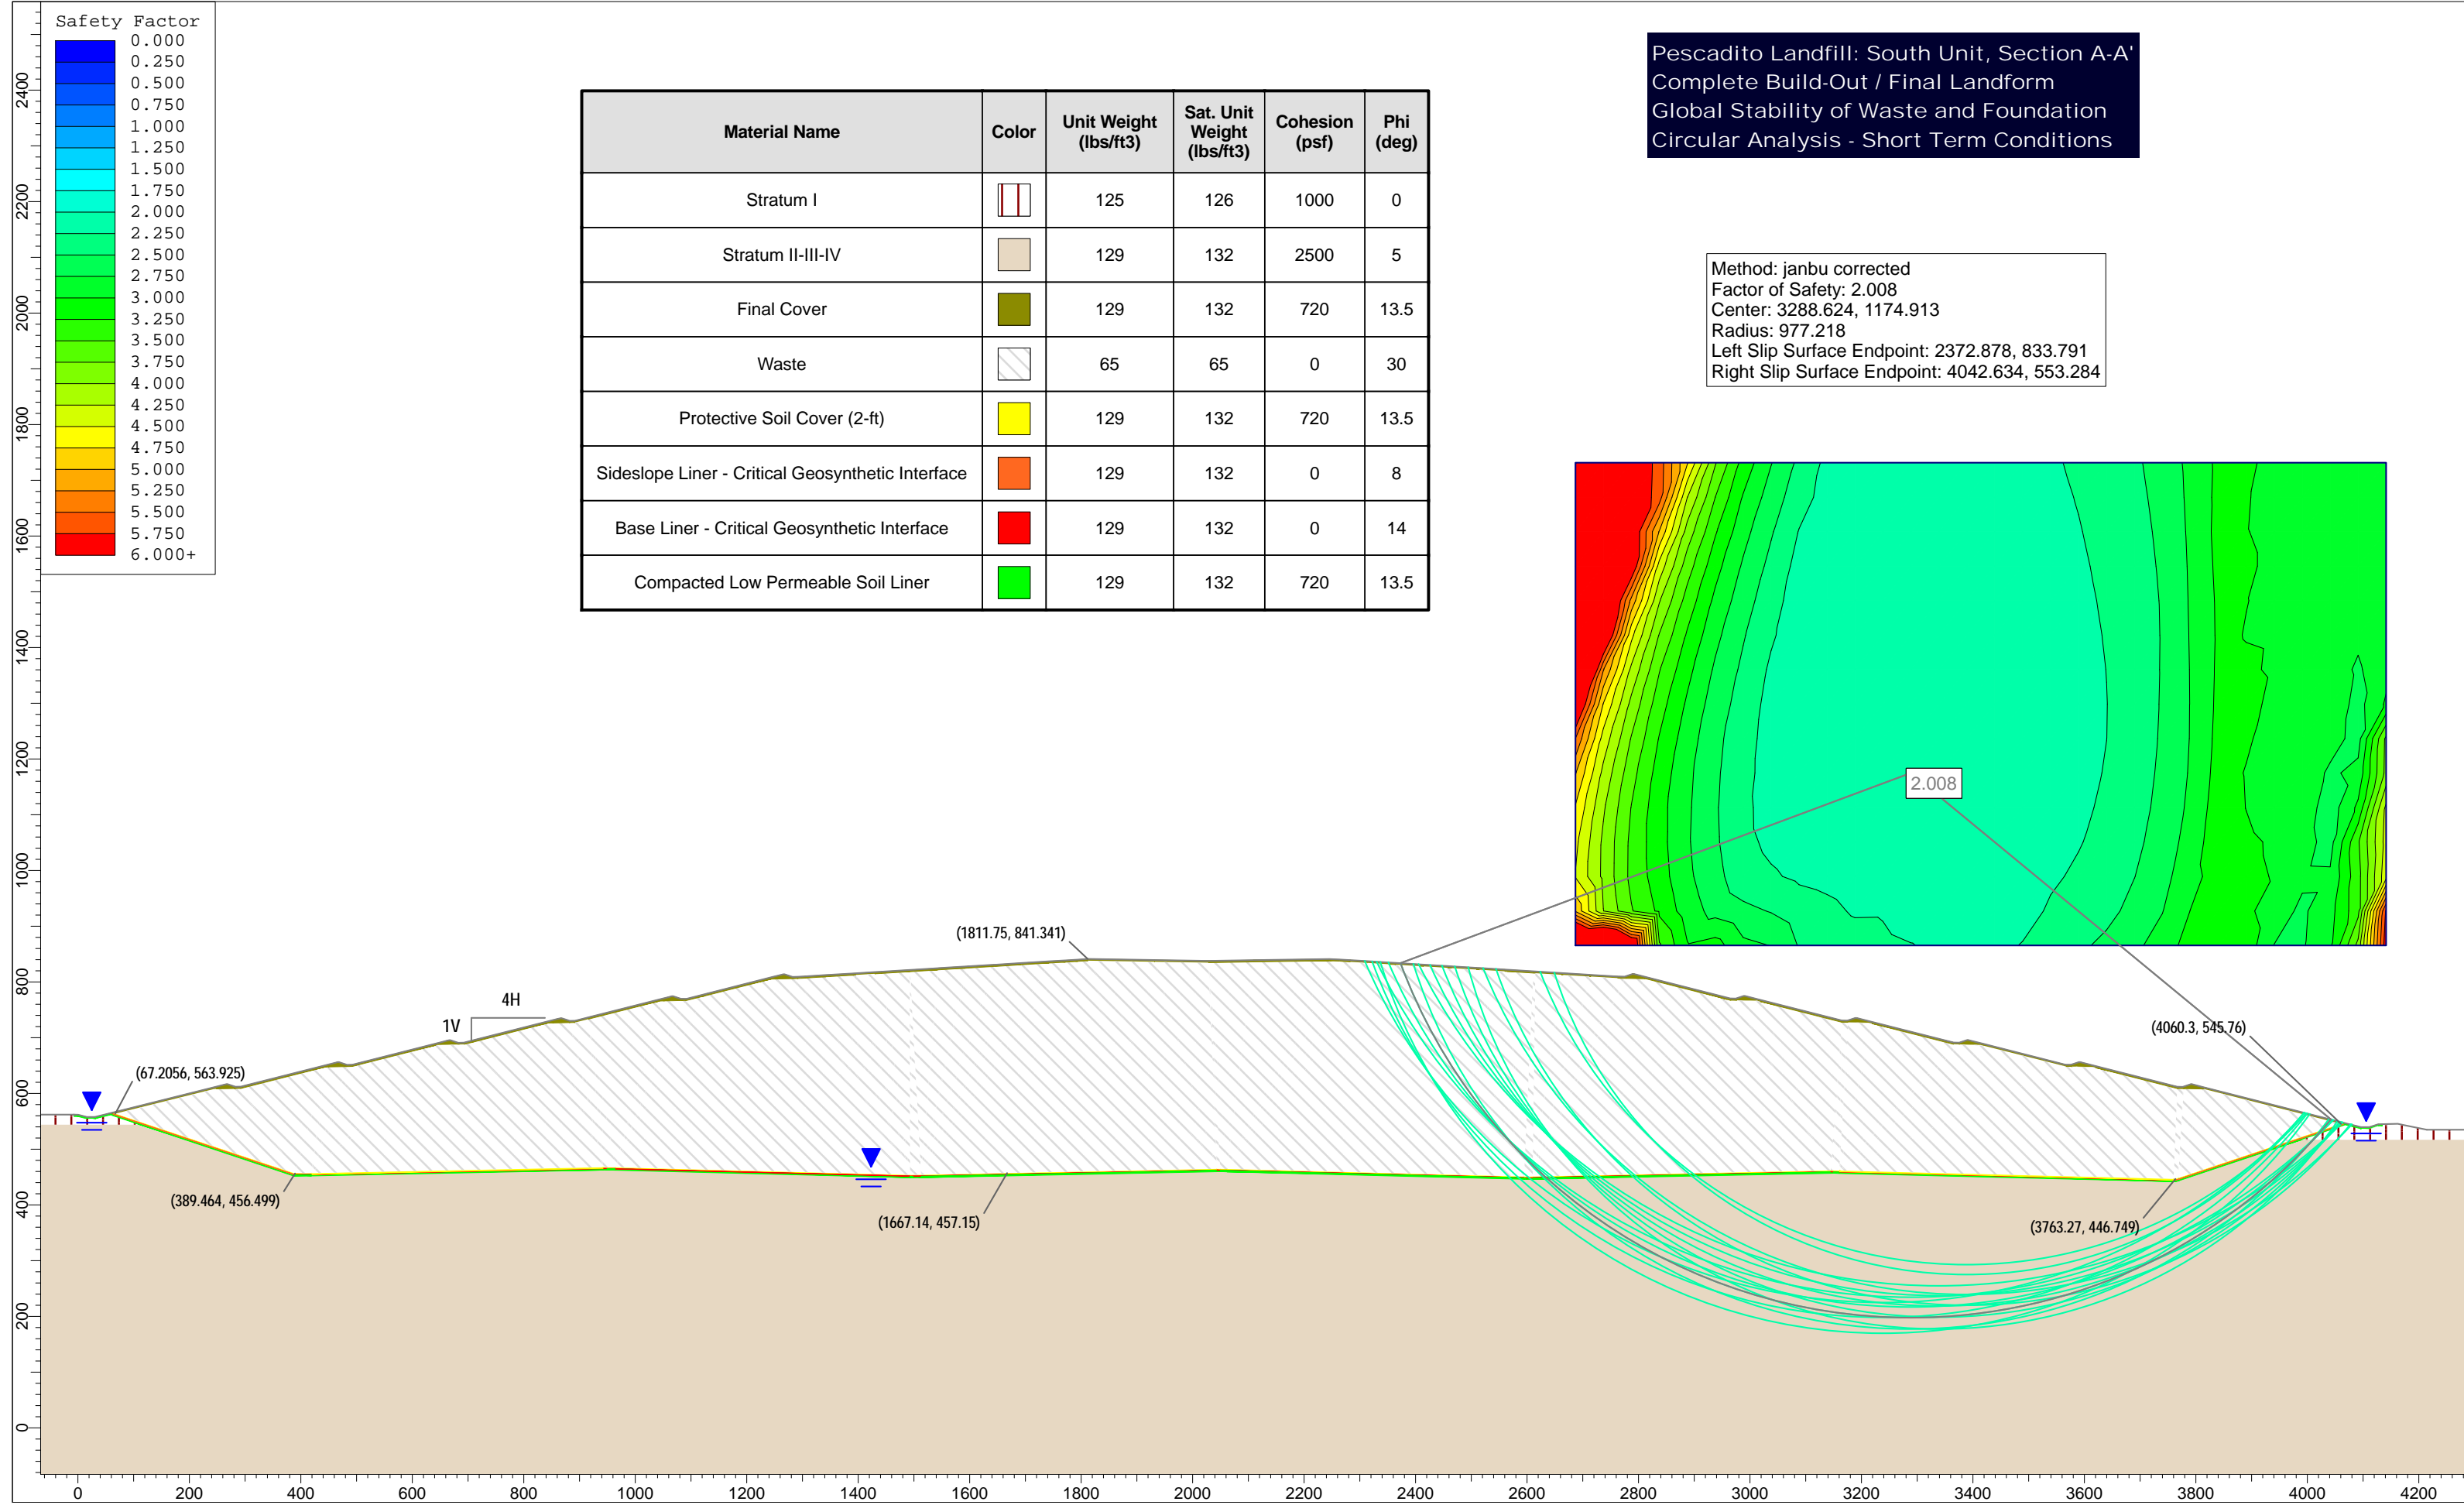 Safety Factor
0.000
0.250
0.500
0.750
1.000
1.250
1.500
1.750
2.000
2.250
2.500
2.750
3.000
3.250
3.500
3.750
4.000
4.250
4.500
4.750
5.000
5.250
5.500
5.750
6.000+
Pescadito Landfill: South Unit, Section A-A'
Complete Build-Out / Final Landform
Global Stability of Waste and Foundation
Circular Analysis - Short Term Conditions
Material Name Color Unit Weight (lbs/ft3) Sat. Unit Weight (lbs/ft3) Cohesion (psf) Phi (deg)
Stratum I 125 126 1000 0
Stratum II-III-IV 129 132 2500 5
Final Cover 129 132 720 13.5
Waste 65 65 0 30
Protective Soil Cover (2-ft) 129 132 720 13.5
Sideslope Liner - Critical Geosynthetic Interface 129 132 0 8
Base Liner - Critical Geosynthetic Interface 129 132 0 14
Compacted Low Permeable Soil Liner 129 132 720 13.5
Method: janbu corrected
Factor of Safety: 2.008
Center: 3288.624, 1174.913
Radius: 977.218
Left Slip Surface Endpoint: 2372.878, 833.791
Right Slip Surface Endpoint: 4042.634, 553.284
2.008
(1811.75, 841.341)
4H
1V
(67.2056, 563.925)
(4060.3, 545.76)
(389.464, 456.499)
(1667.14, 457.15)
(3763.27, 446.749)
2400
2200
2000
1800
1600
1400
1200
1000
800
600
400
200
0
0 200 400 600 800 1000 1200 1400 1600 1800 2000 2200 2400 2600 2800 3000 3200 3400 3600 3800 4000 4200